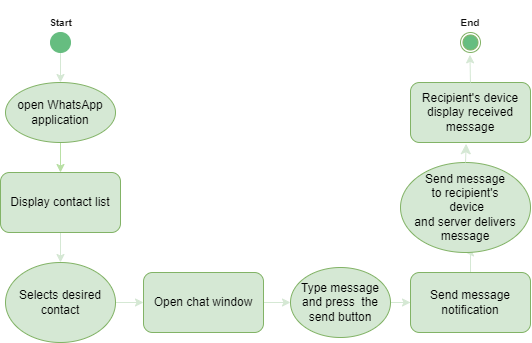 Start
open WhatsApp
application
Display contact list
Selects desired
contact
Open chat window
Type message
and press the
send button
Send message
notification
Send message
to recipient's
device
and server delivers
message
Recipient's device
display received
message
End